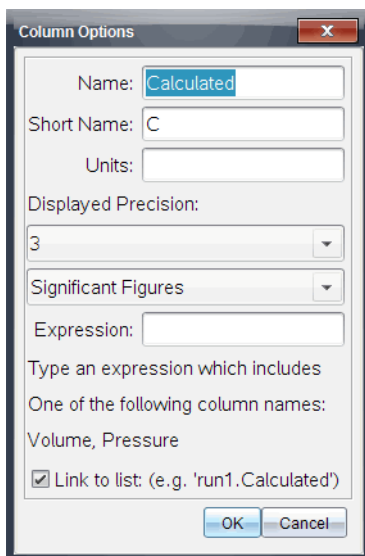 Column Options
x
Name: Calculated
Short Name: C
Units:
Displayed Precision:
3
Significant Figures
Expression:
Type an expression which includes
One of the following column names:
Volume, Pressure
Link to list: (e.g. 'run1.Calculated')
OK Cancel